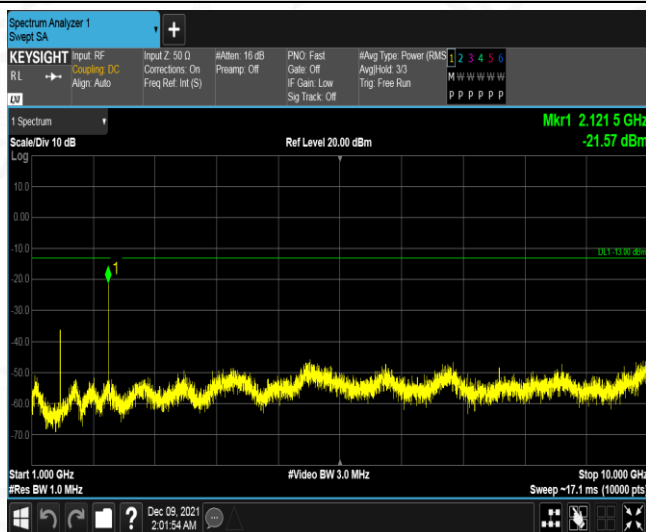 Spectrum Analyzer 1
Swept SA
KEYSIGHT Input: RF Input Z: 50 Ω #Atten: 16 dB PNO: Fast #Avg Type: Power (RMS 1 2 3 4 5 6
RL Coupling: DC Corrections: On Preamp: Off Gate: Off Avg|Hold: 3/3 M W W W W W
Align: Auto Freq Ref: Int (S) IF Gain: Low Trig: Free Run
LXI Sig Track: Off P P P P P P
1 Spectrum Mkr1 2.121 5 GHz
Scale/Div 10 dB Ref Level 20.00 dBm -21.57 dBm
Log
10.0
0.00
-10.0
DL1 -13.00 dBm
1
-20.0
-30.0
-40.0
-50.0
-60.0
-70.0
Start 1.000 GHz #Video BW 3.0 MHz Stop 10.000 GHz
#Res BW 1.0 MHz Sweep ~17.1 ms (10000 pts)
? Dec 09, 2021
2:01:54 AM